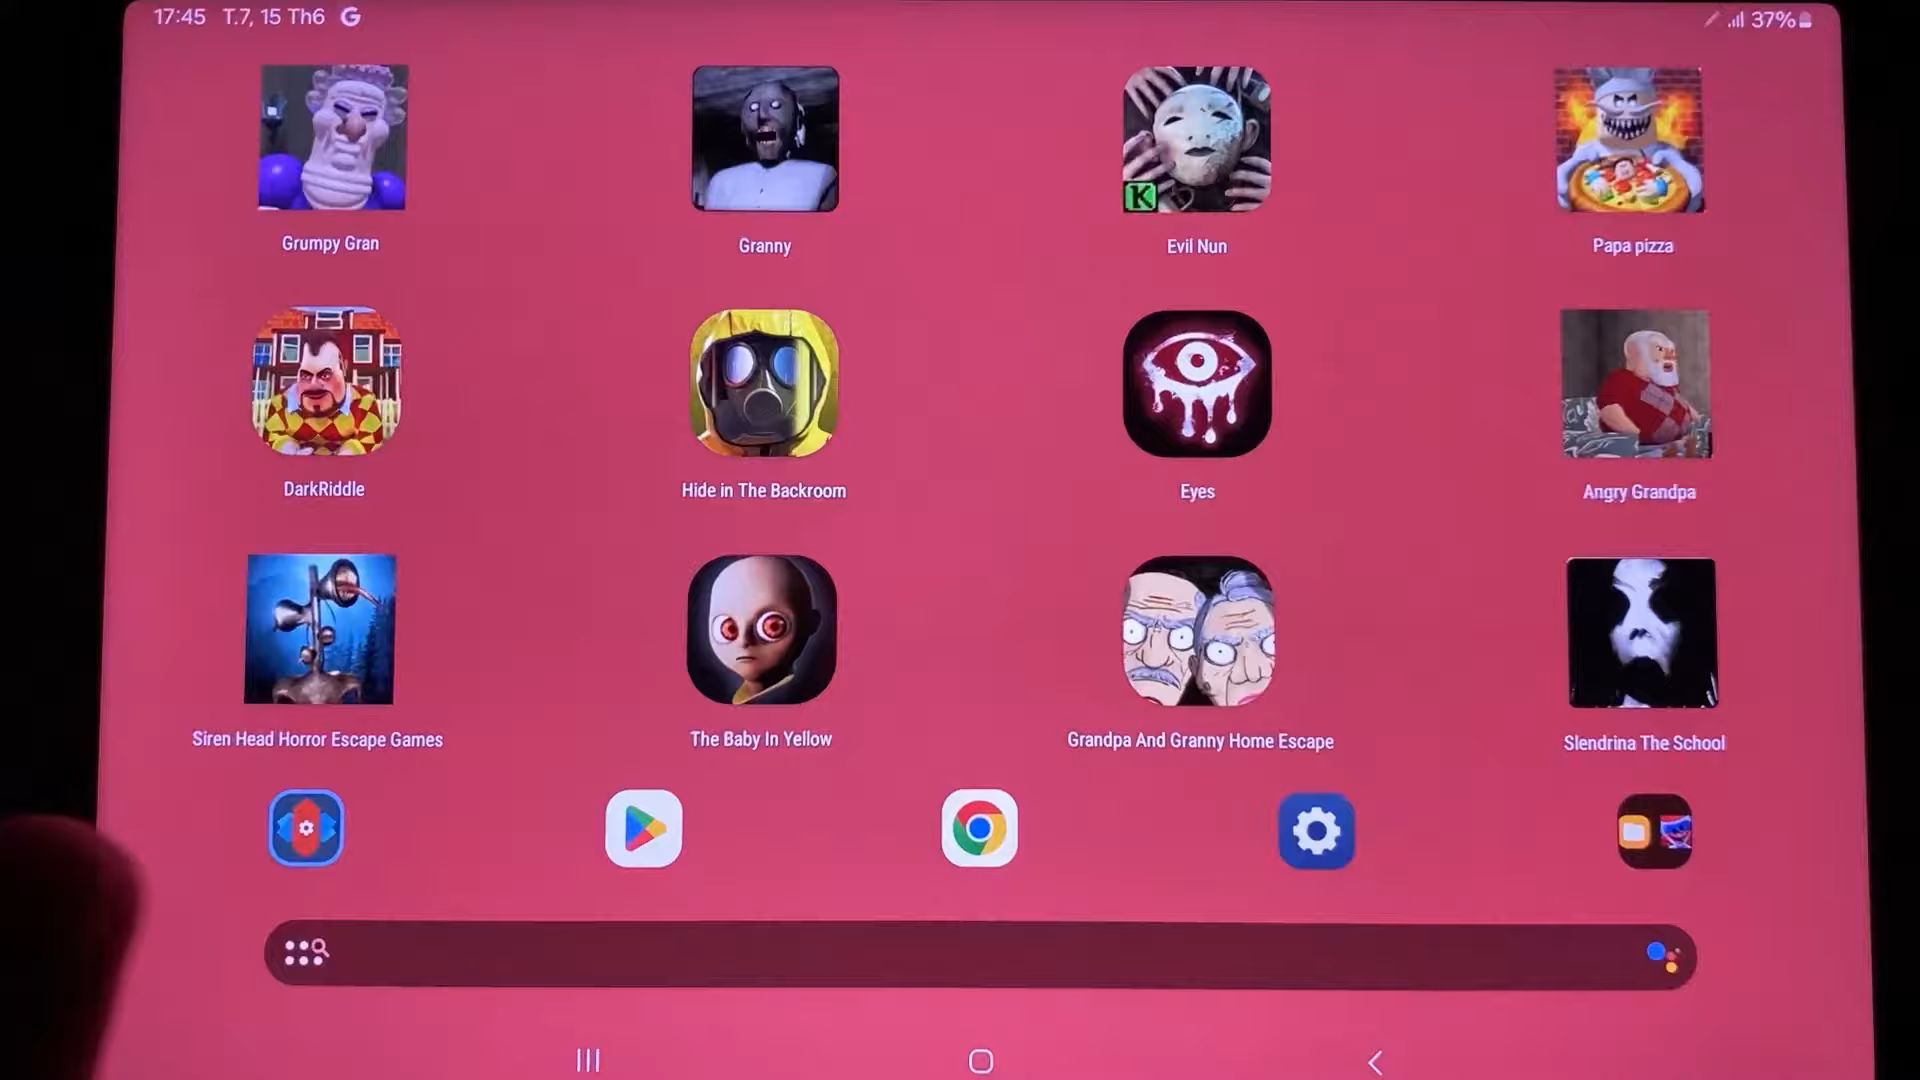 17:45 T.7, 15 Th6 G
37%
K
Grumpy Gran
Granny
Evil Nun
Papa pizza
DarkRiddle
Hide in The Backroom
Eyes
Angry Grandpa
Siren Head Horror Escape Games
The Baby In Yellow
Grandpa And Granny Home Escape
Slendrina The School